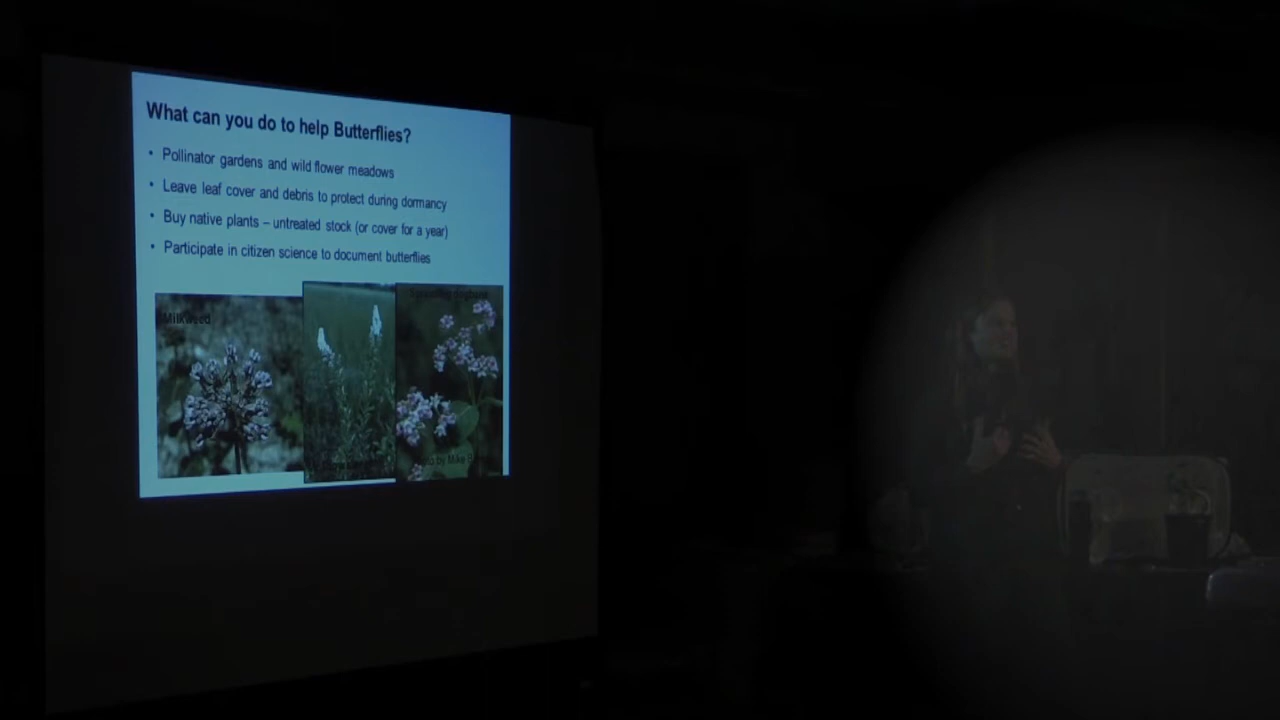 What can you do to help Butterflies?
• Pollinator gardens and wild flower meadows
• Leave leaf cover and debris to protect during dormancy
• Buy native plants – untreated stock (or cover for a year)
• Participate in citizen science to document butterflies
Milkweed
by Mike